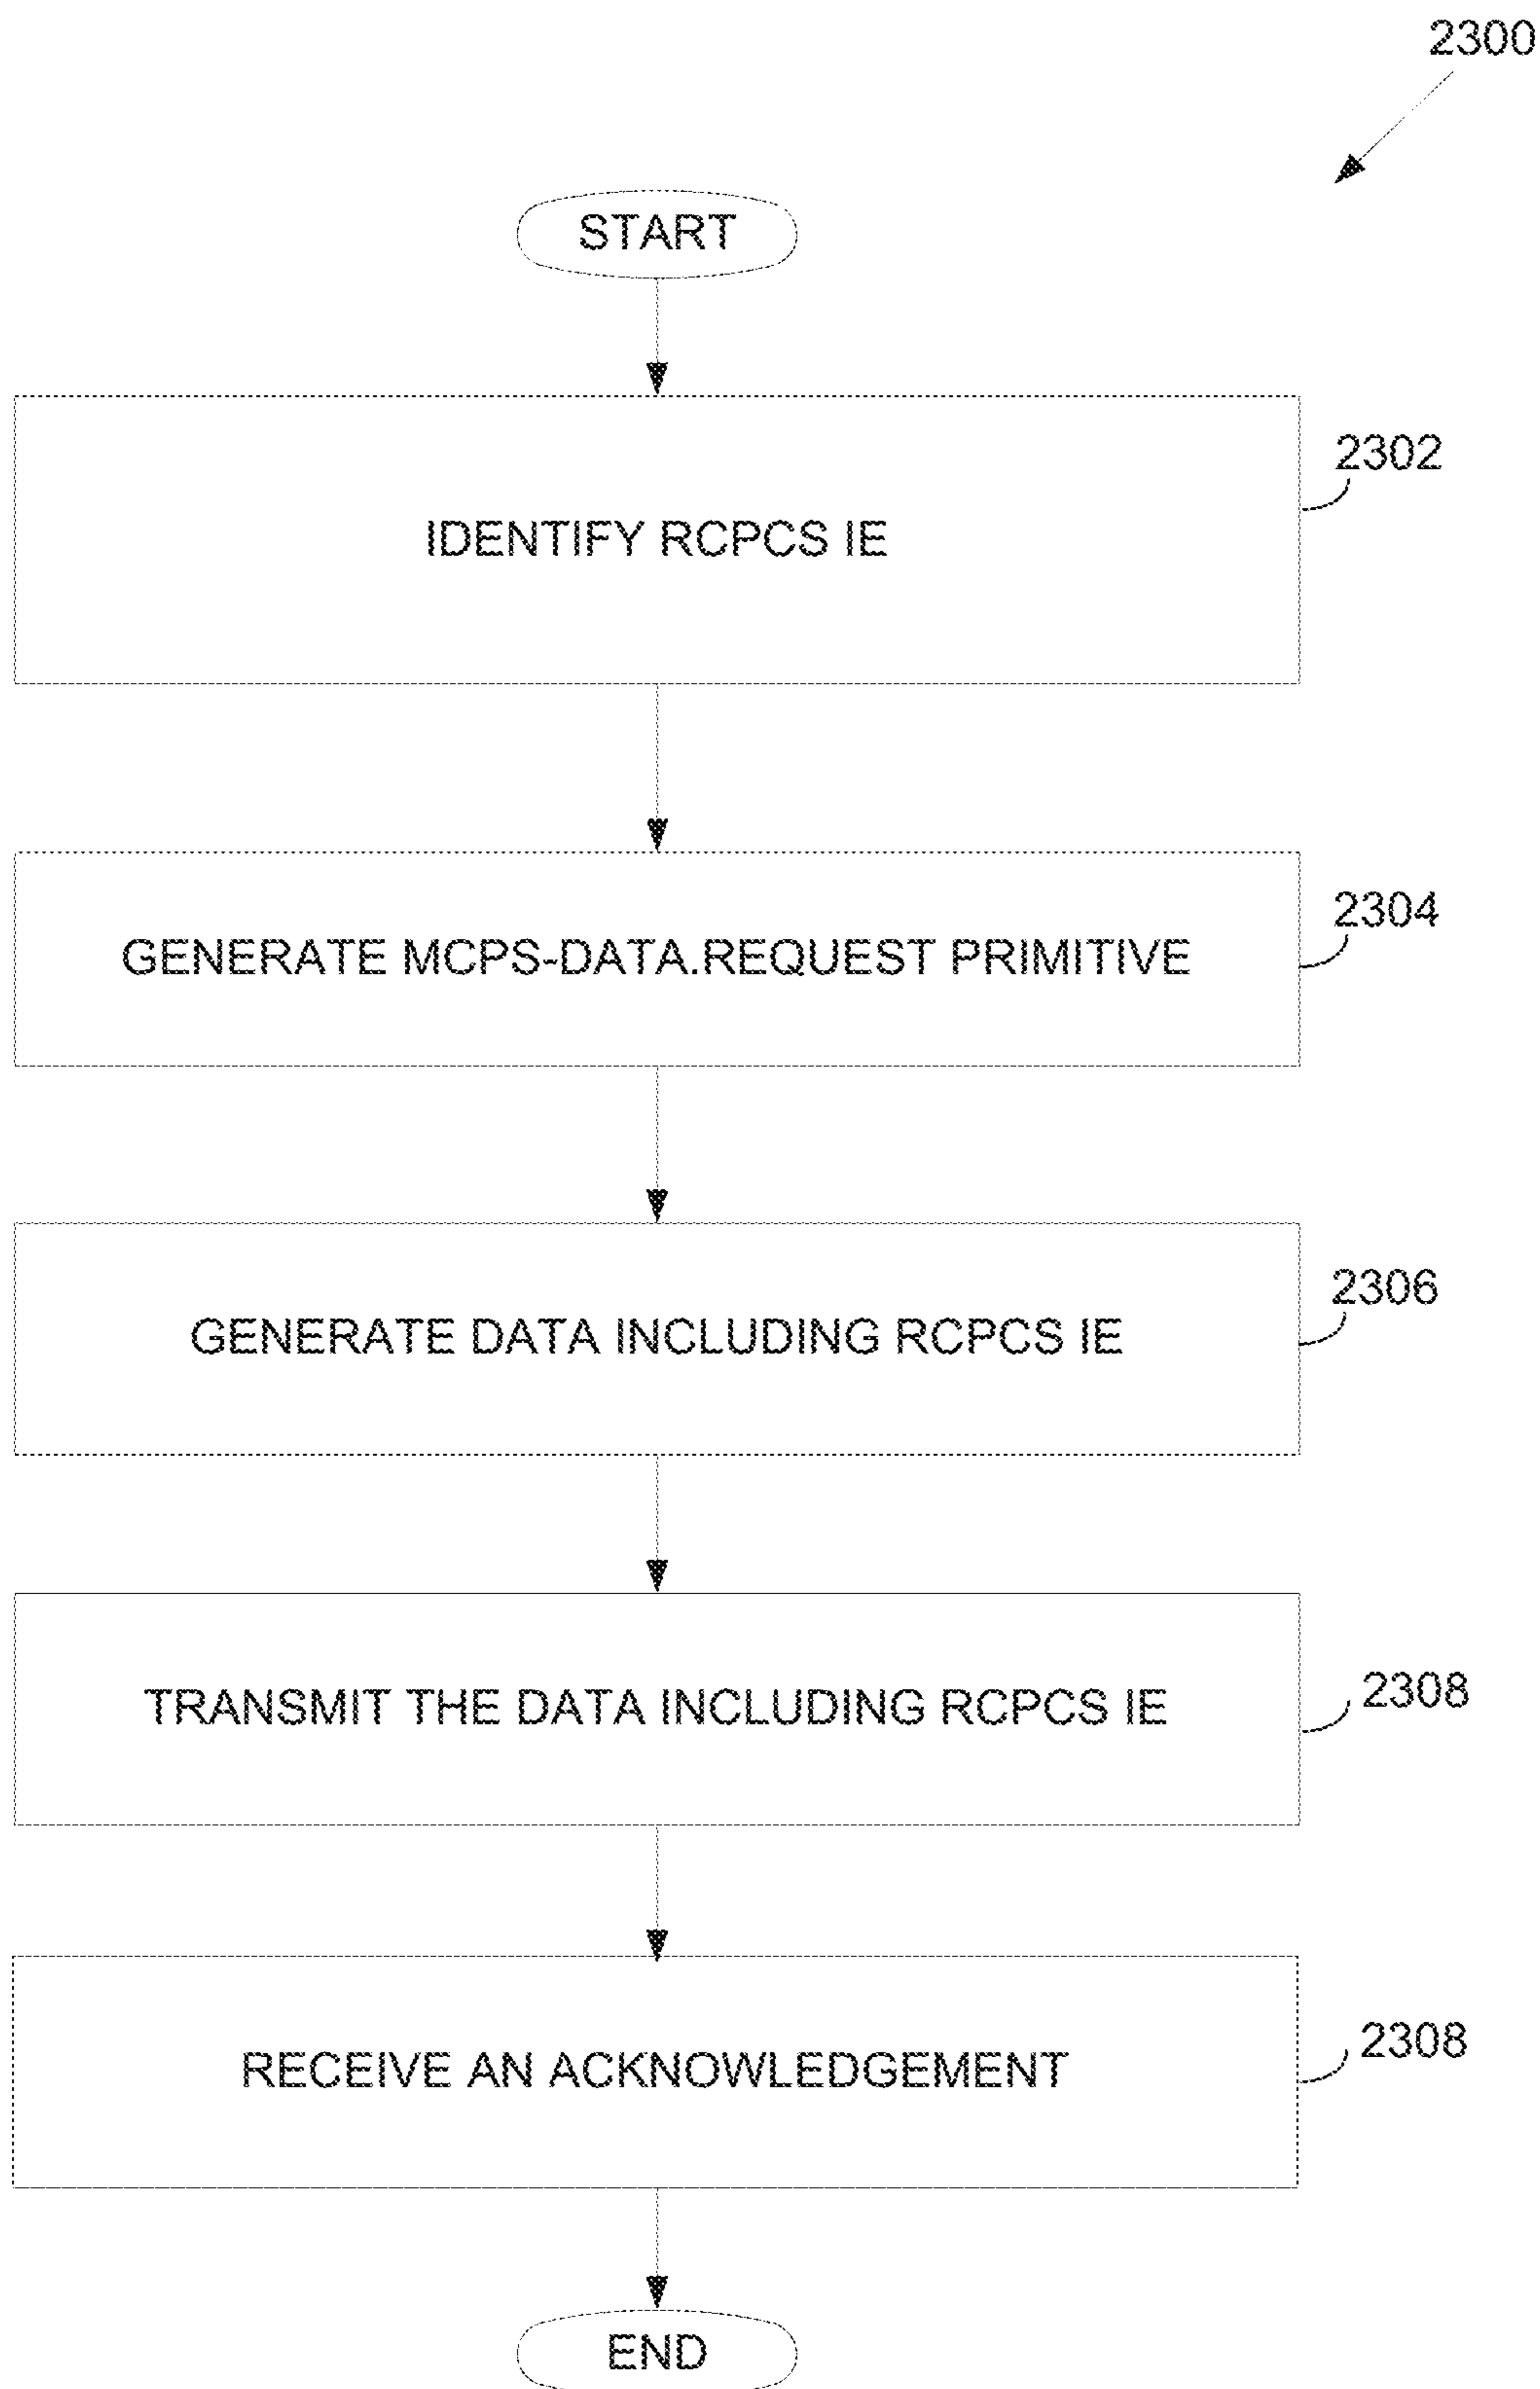 2300
START
2302
IDENTIFY RCPCS IE
2304
GENERATE MCPS-DATA.REQUEST PRIMITIVE
2306
GENERATE DATA INCLUDING RCPCS IE
2308
TRANSMIT THE DATA INCLUDING RCPCS IE
2308
RECEIVE AN ACKNOWLEDGEMENT
END